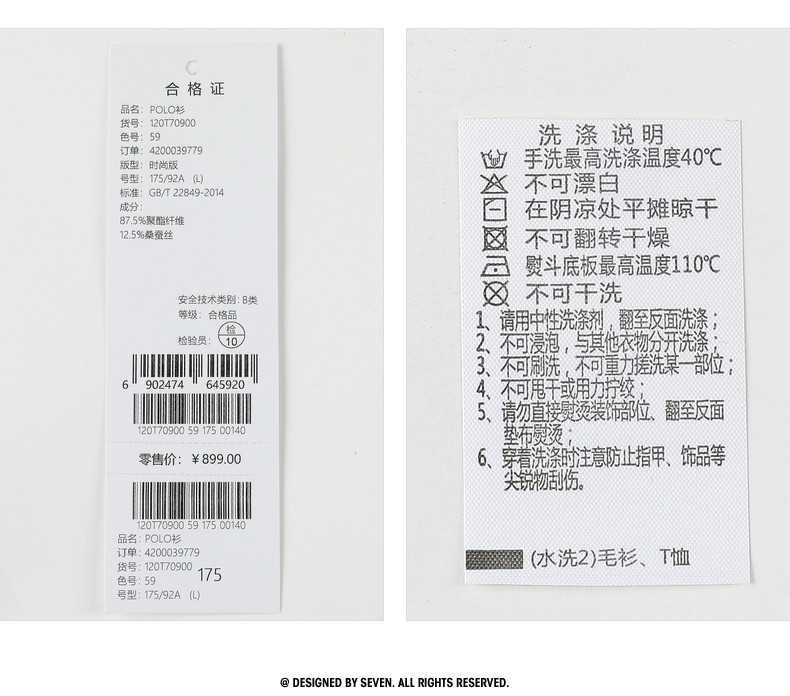 合格证
品名：POLO衫
货号：120T70900
色号：59
订单：4200039779
版型：时尚版
号型：175/92A （L）
标准：GB/T 22849-2014
成分：
87.5%聚酯纤维
12.5%桑蚕丝
安全技术类别：B类
等级：合格品
检验员：检10
6 902474 645920
120T70900 59 175 00140
零售价：￥899.00
120T70900 59 175 00140
品名：POLO衫
订单：4200039779
货号：120T70900
色号：59
175
号型：175/92A （L）
洗涤说明
手洗最高洗涤温度40℃
不可漂白
在阴凉处平摊晾干
不可翻转干燥
熨斗底板最高温度110℃
不可干洗
1、请用中性洗涤剂，翻至反面洗涤；
2、不可浸泡，与其他衣物分开洗涤；
3、不可刷洗，不可重力搓洗某一部位；
4、不可甩干或用力拧绞；
5、请勿直接熨烫装饰部位、翻至反面
垫布熨烫；
6、穿着洗涤时注意防止指甲、饰品等
尖锐物刮伤。
(水洗2)毛衫、T恤
@ DESIGNED BY SEVEN. ALL RIGHTS RESERVED.